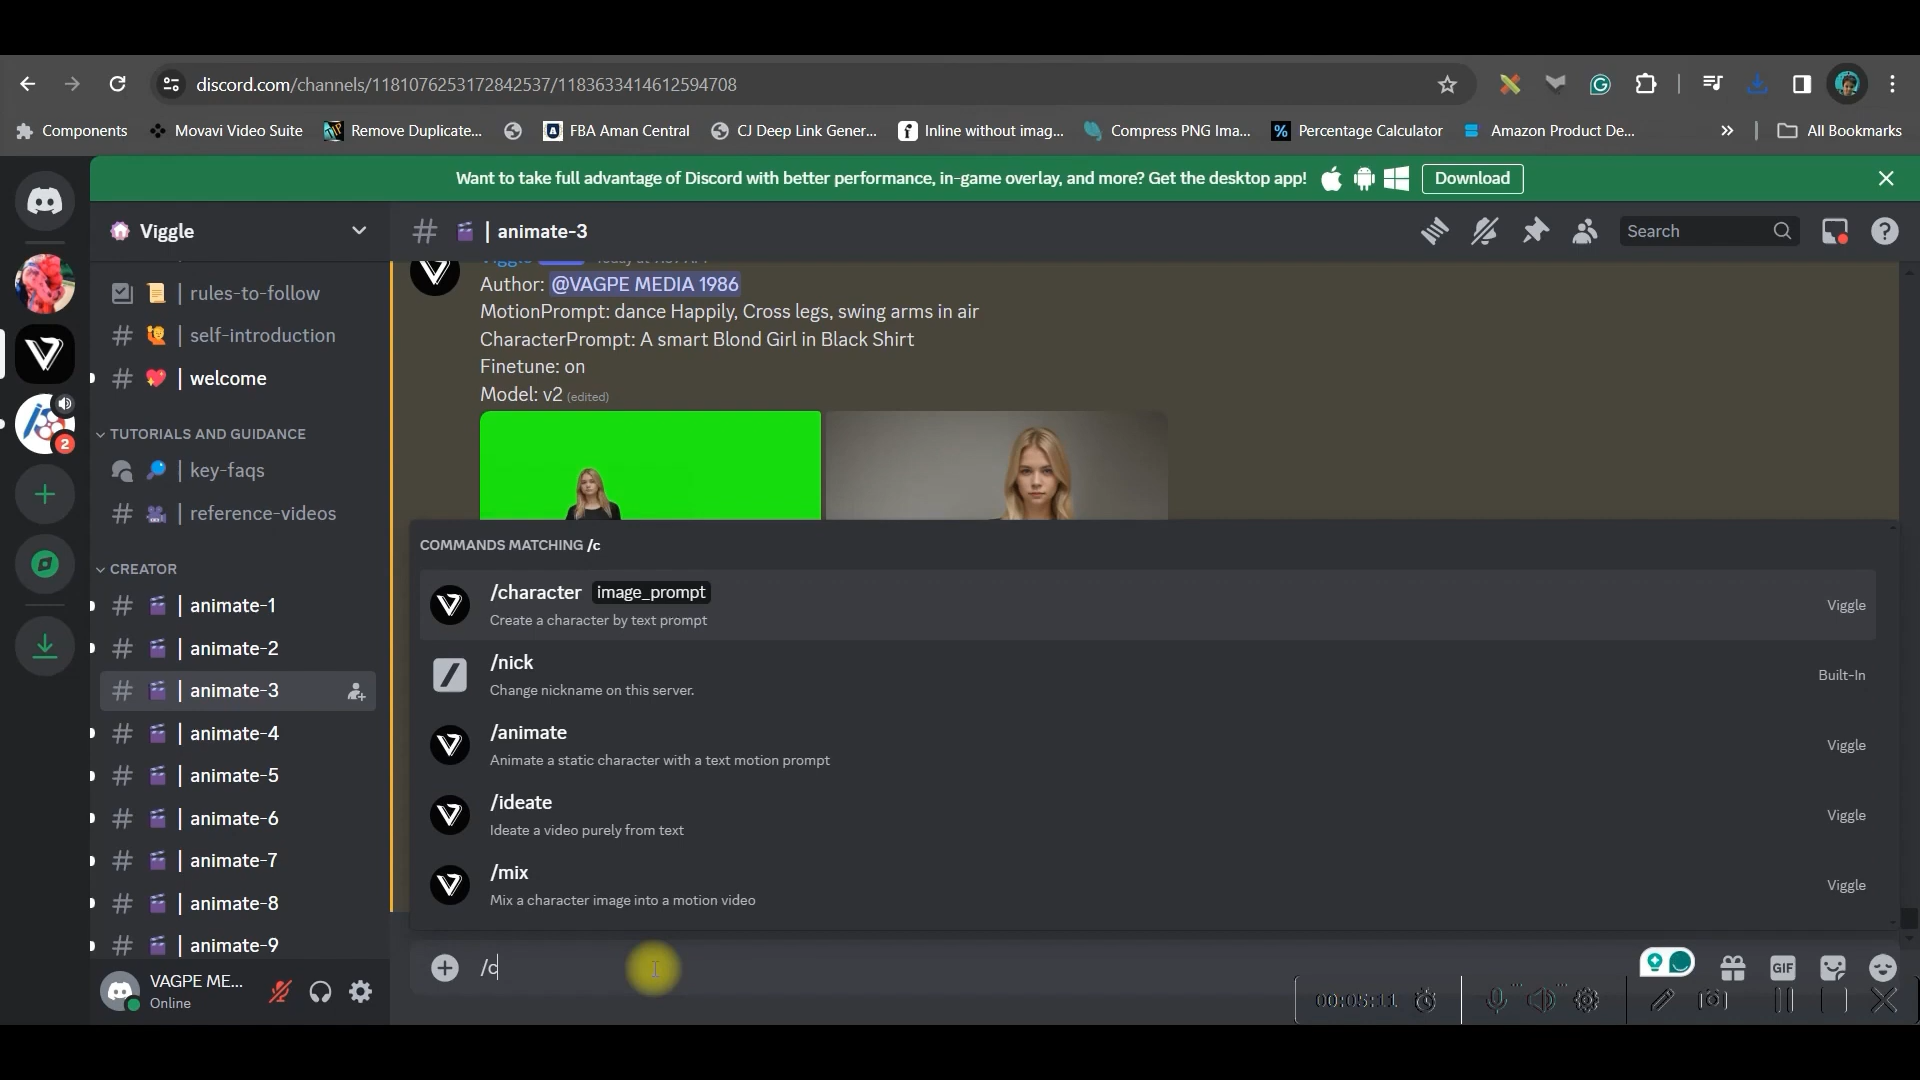 discord.com/channels/1181076253172842537/1183633414612594708
Components
Movavi Video Suite
Remove Duplicate...
FBA Aman Central
CJ Deep Link Gener...
Inline without imag...
Compress PNG Ima...
Percentage Calculator
Amazon Product De...
All Bookmarks
Want to take full advantage of Discord with better performance, in-game overlay, and more? Get the desktop app!
Download
Viggle
animate-3
Search
rules-to-follow
self-introduction
welcome
TUTORIALS AND GUIDANCE
key-faqs
reference-videos
CREATOR
animate-1
animate-2
animate-3
animate-4
animate-5
animate-6
animate-7
animate-8
animate-9
2
VAGPE ME...
Online
Author: @VAGPE MEDIA 1986
MotionPrompt: dance Happily, Cross legs, swing arms in air
CharacterPrompt: A smart Blond Girl in Black Shirt
Finetune: on
Model: v2 (edited)
COMMANDS MATCHING /c
/character image_prompt
Create a character by text prompt
Viggle
/nick
Change nickname on this server.
Built-In
/animate
Animate a static character with a text motion prompt
Viggle
/ideate
Ideate a video purely from text
Viggle
/mix
Mix a character image into a motion video
Viggle
/c
GIF
00:05:11